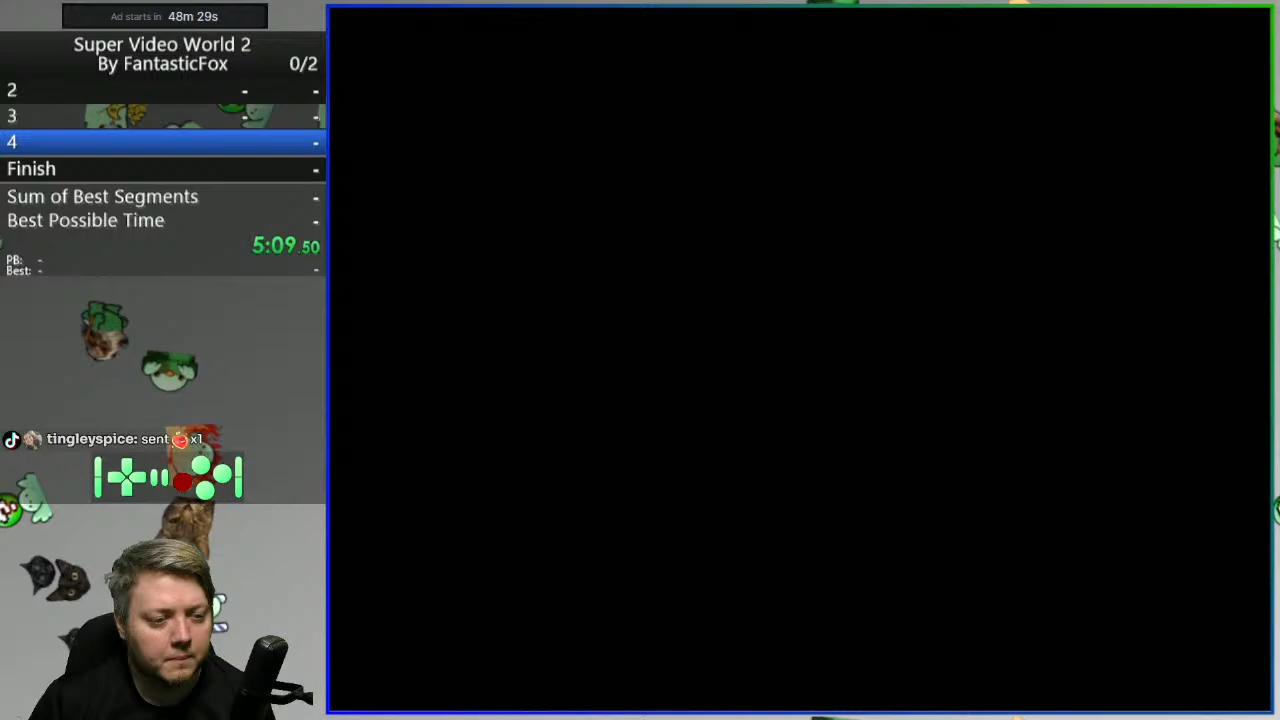 Ad starts in 48m 29s
Super Video World 2
By FantasticFox 0/2
2 - -
3 - -
4 -
Finish -
Sum of Best Segments -
Best Possible Time -
5:09.50
PB: -
Best: - -
tingleyspice: sent x1